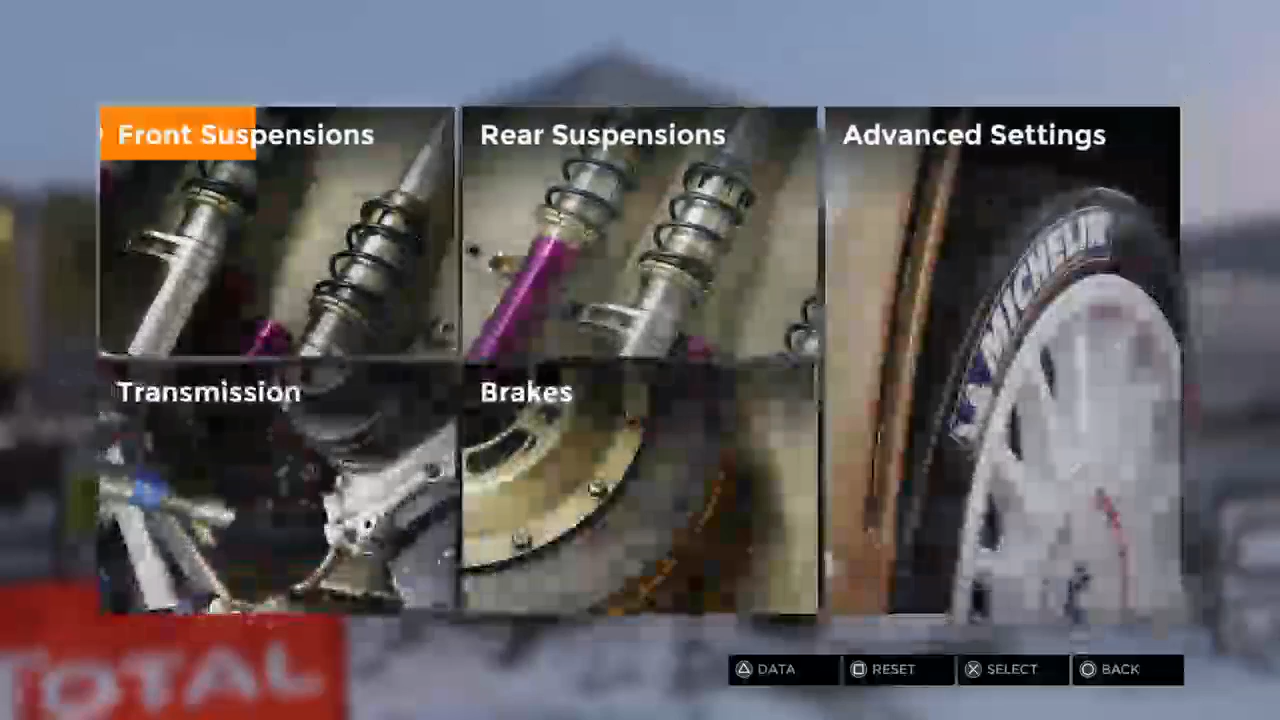 Front Suspensions
Rear Suspensions
Advanced Settings
MICHELIN
Transmission
Brakes
TOTAL
DATA
RESET
SELECT
BACK